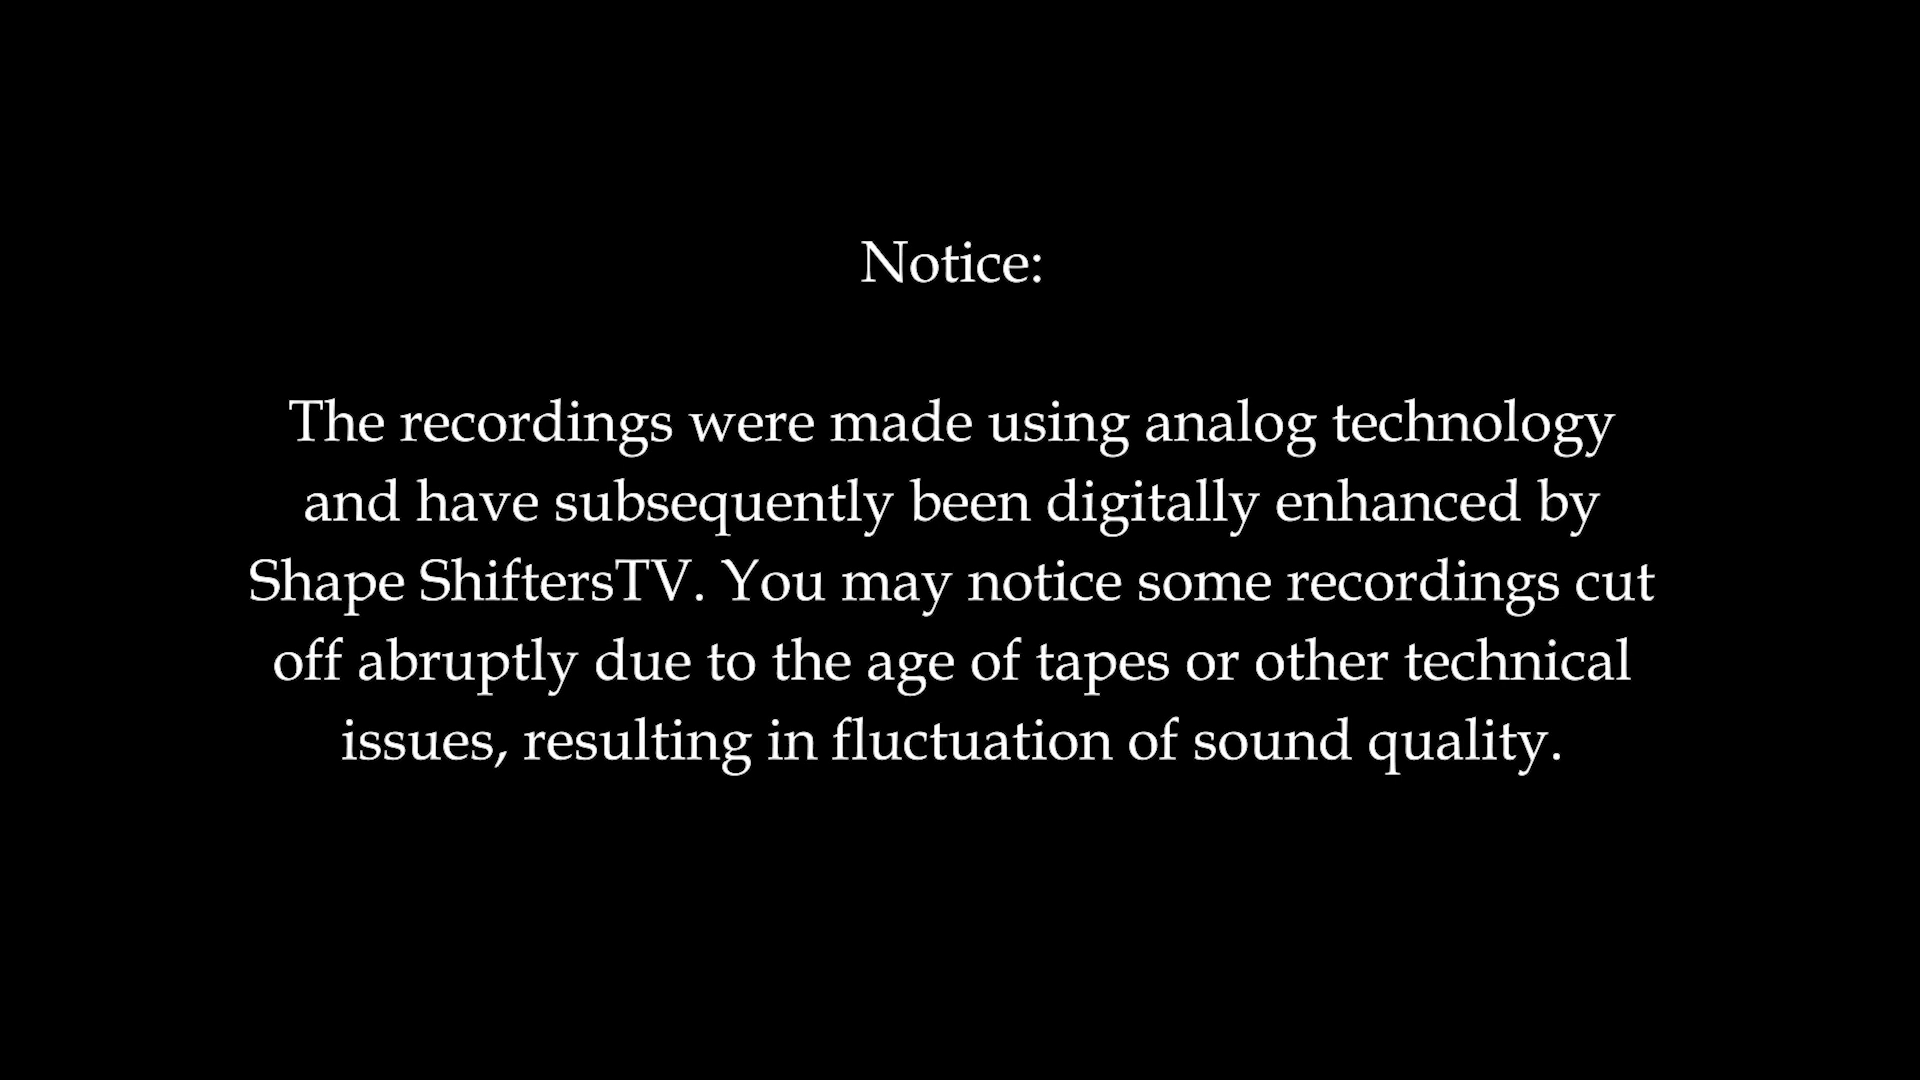 Notice:
The recordings were made using analog technology
and have subsequently been digitally enhanced by
Shape ShiftersTV. You may notice some recordings cut
off abruptly due to the age of tapes or other technical
issues, resulting in fluctuation of sound quality.